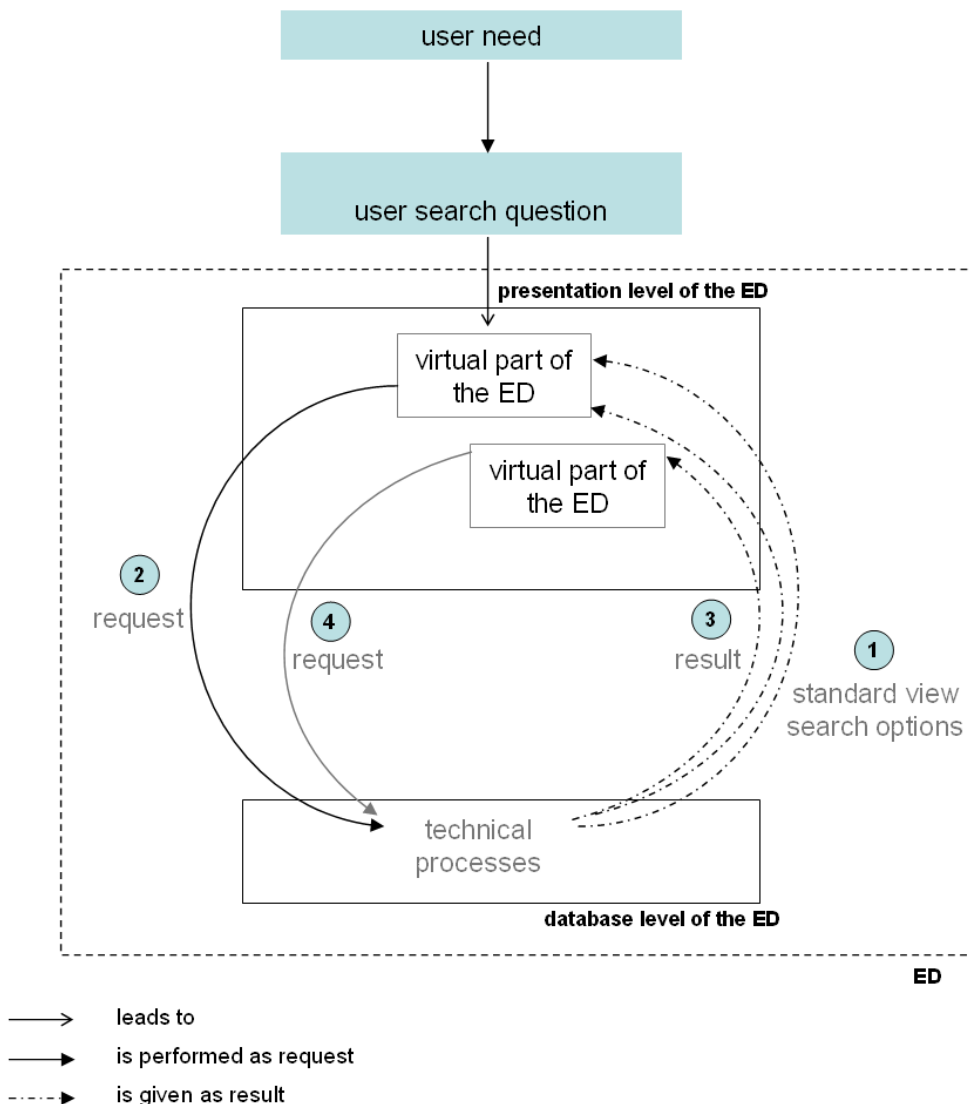 user need
user search question
presentation level of the ED
virtual part of
the ED
virtual part of
the ED
2
request
4
request
3
result
1
standard view
search options
technical
processes
database level of the ED
ED
leads to
is performed as request
is given as result